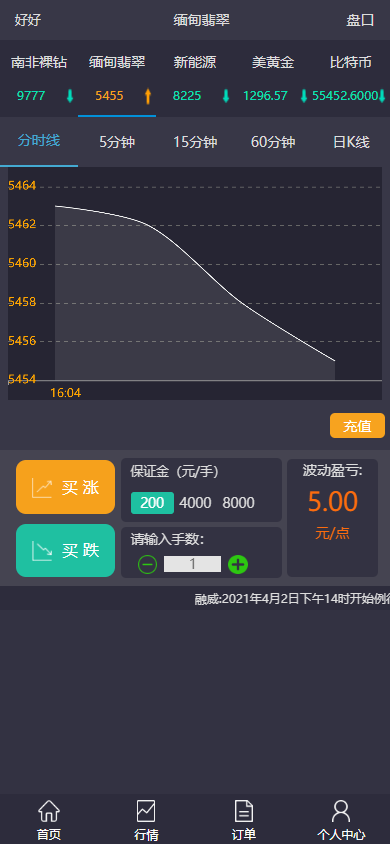 好好 缅甸翡翠 盘口
南非裸钻 缅甸翡翠 新能源 美黄金 比特币
9777 5455 8225 1296.57 55452.6000
分时线 5分钟 15分钟 60分钟 日K线
5464
5462
5460
5458
5456
5454
16:04
充值
买涨 保证金（元/手） 波动盈亏:
200 4000 8000 5.00
买跌 请输入手数: 元/点
1
融威:2021年4月2日下午14时开始例行
首页 行情 订单 个人中心